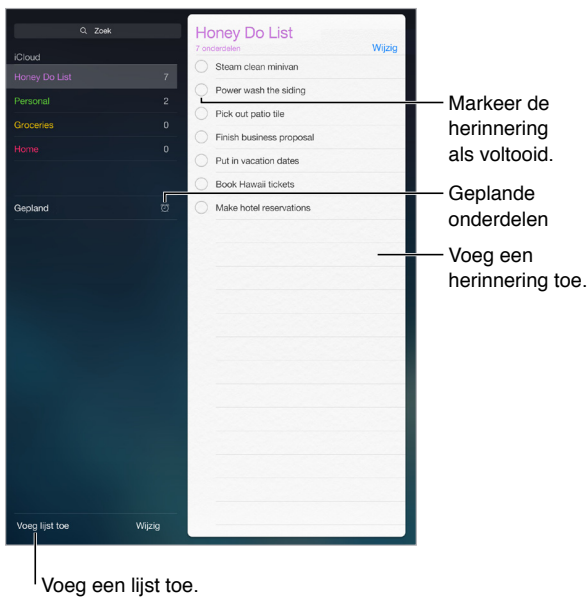 Zoek
iCloud
Honey Do List 7
Personal 2
Groceries 0
Home 0
Gepland
Voeg lijst toe Wijzig
Honey Do List
7 onderdelen Wijzig
Steam clean minivan
Power wash the siding
Pick out patio tile
Finish business proposal
Put in vacation dates
Book Hawaii tickets
Make hotel reservations
Markeer de
herinnering
als voltooid.
Geplande
onderdelen
Voeg een
herinnering toe.
Voeg een lijst toe.